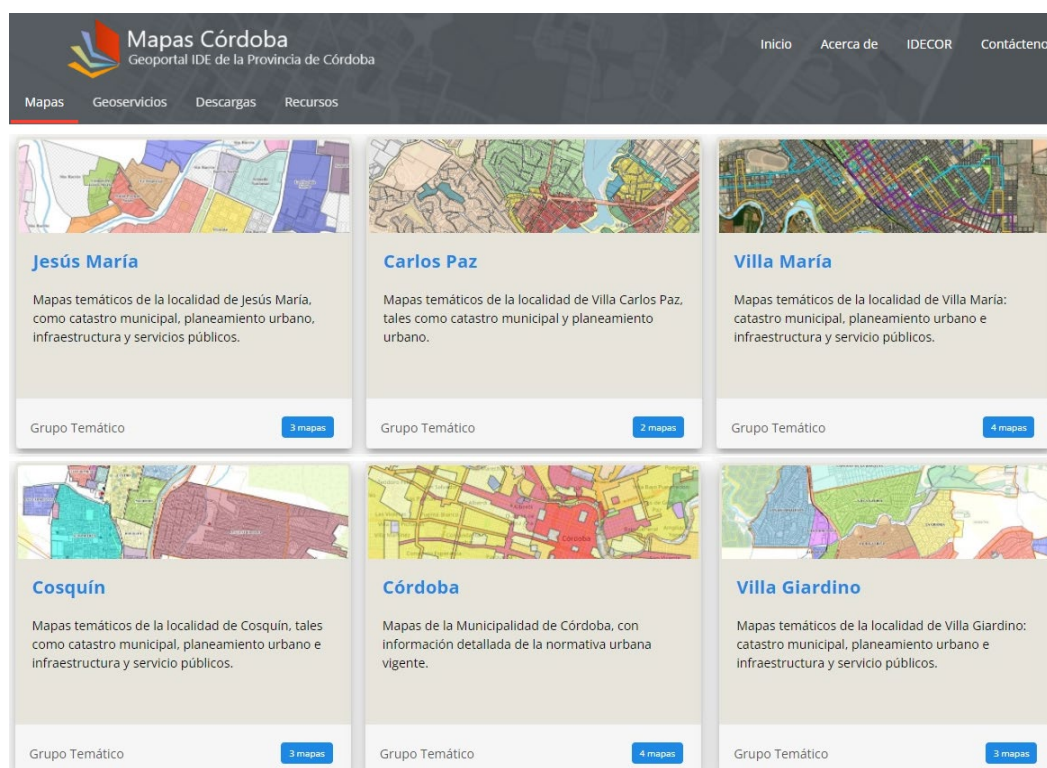 Mapas Córdoba
Geoportal IDE de la Provincia de Córdoba
Inicio Acerca de IDECOR Contácteno
Mapas Geoservicios Descargas Recursos
Jesús María
Mapas temáticos de la localidad de Jesús María,
como catastro municipal, planeamiento urbano,
infraestructura y servicios públicos.
Grupo Temático 3 mapas
Carlos Paz
Mapas temáticos de la localidad de Villa Carlos Paz,
tales como catastro municipal y planeamiento
urbano.
Grupo Temático 2 mapas
Villa María
Mapas temáticos de la localidad de Villa María:
catastro municipal, planeamiento urbano e
infraestructura y servicio públicos.
Grupo Temático 4 mapas
Cosquín
Mapas temáticos de la localidad de Cosquín, tales
como catastro municipal, planeamiento urbano e
infraestructura y servicio públicos.
Grupo Temático 3 mapas
Córdoba
Córdoba
Mapas de la Municipalidad de Córdoba, con
información detallada de la normativa urbana
vigente.
Grupo Temático 4 mapas
Villa Giardino
Mapas temáticos de la localidad de Villa Giardino:
catastro municipal, planeamiento urbano e
infraestructura y servicio públicos.
Grupo Temático 3 mapas